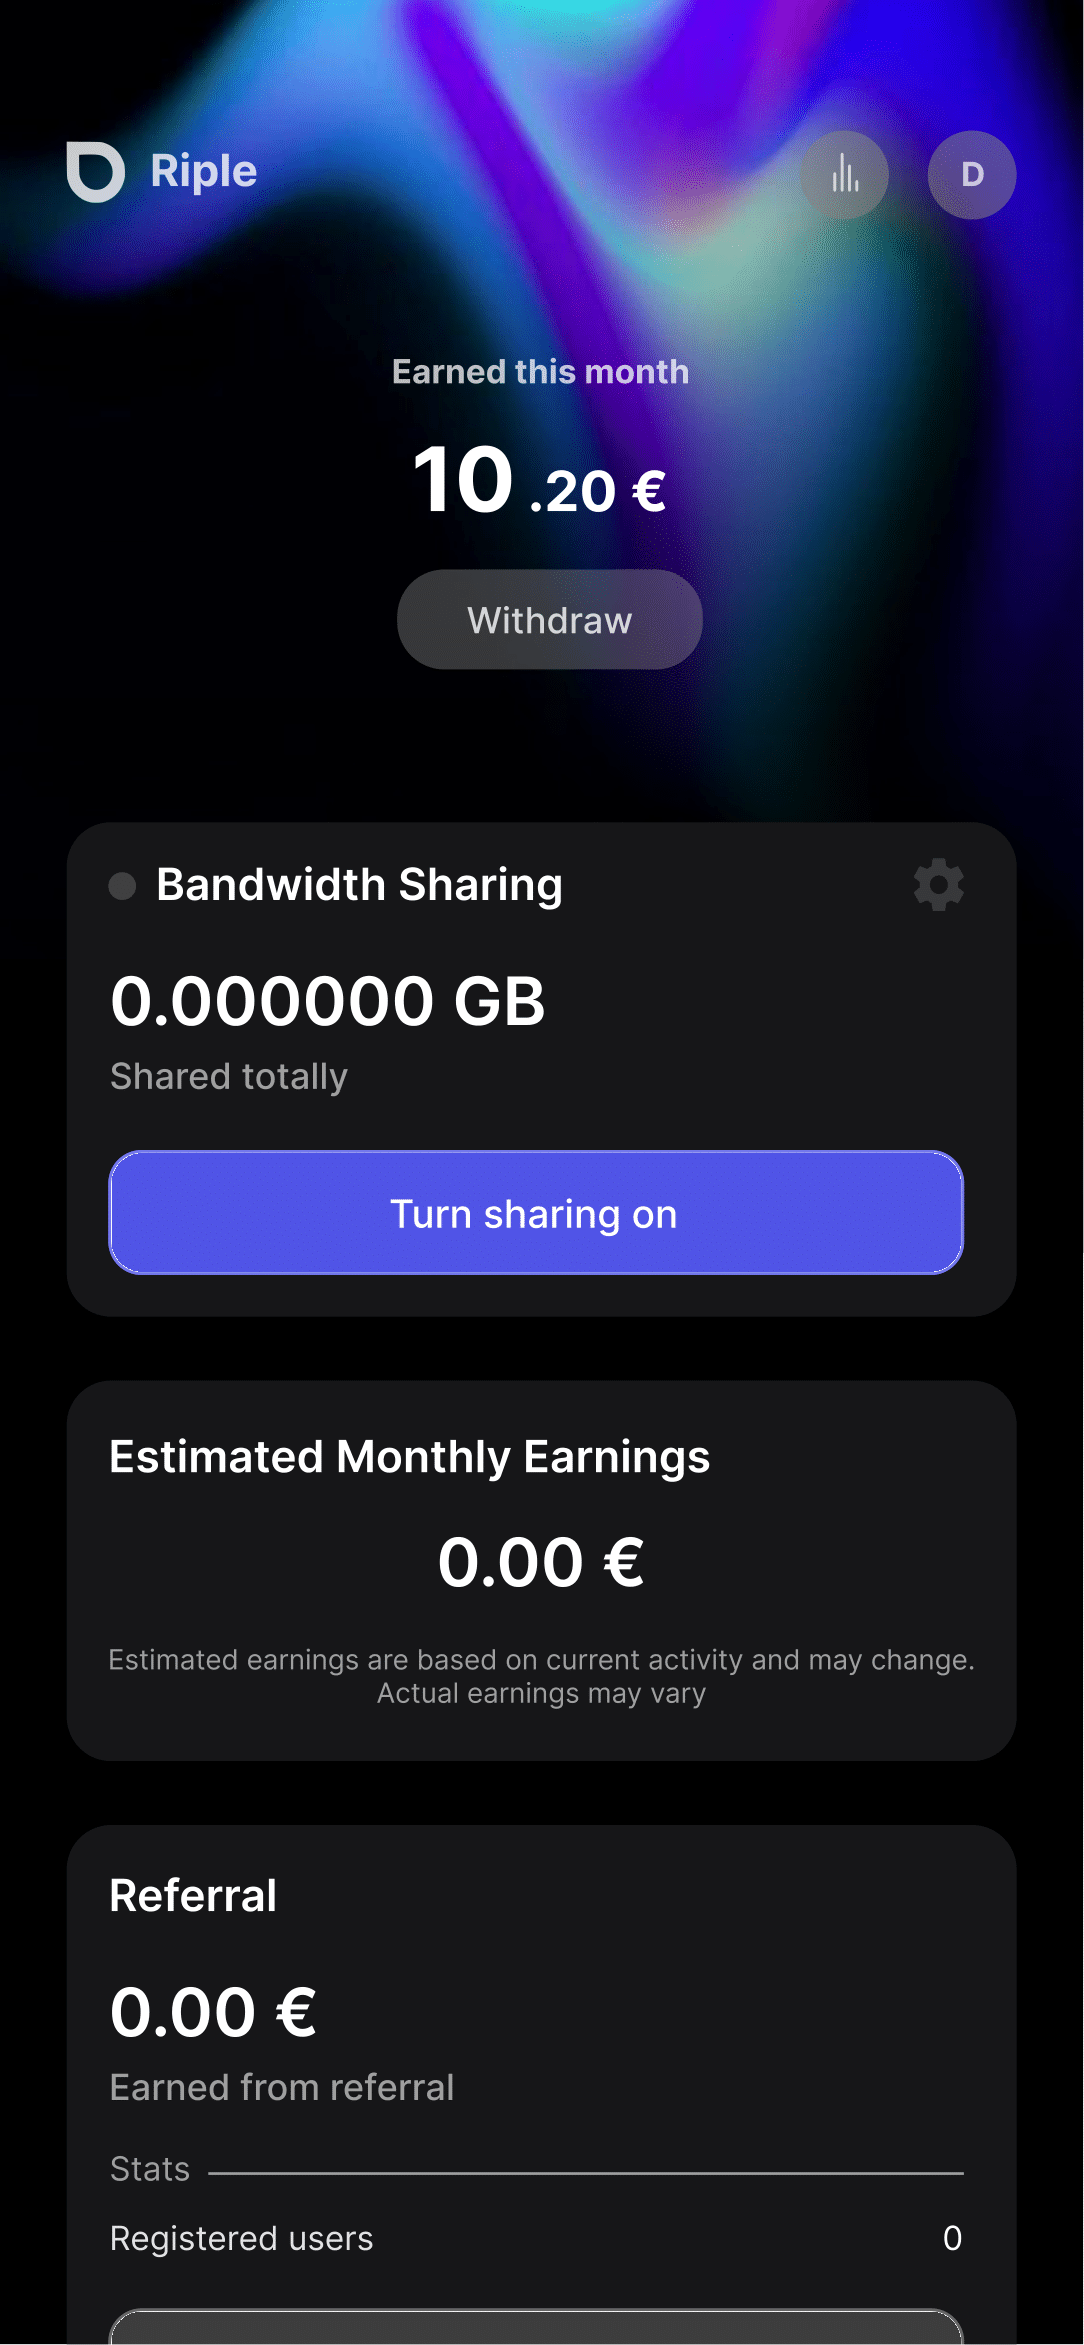 Riple
D
Earned this month
10 .20 €
Withdraw
Bandwidth Sharing
0.000000 GB
Shared totally
Turn sharing on
Estimated Monthly Earnings
0.00 €
Estimated earnings are based on current activity and may change.
Actual earnings may vary
Referral
0.00 €
Earned from referral
Stats
Registered users 0